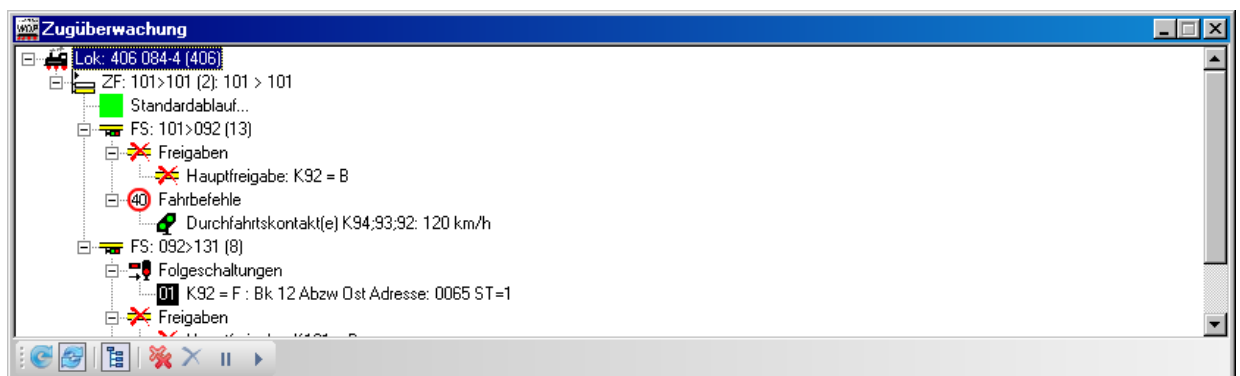 WDP Zugüberwachung
Lok: 406 084-4 (406)
ZF: 101>101 (2): 101 > 101
Standardablauf...
FS: 101>092 (13)
Freigaben
Hauptfreigabe: K92 = B
40 Fahrbefehle
Durchfahrtskontakt(e) K94;93;92: 120 km/h
FS: 092>131 (8)
Folgeschaltungen
01 K92 = F : Bk 12 Abzw Ost Adresse: 0065 ST=1
Freigaben